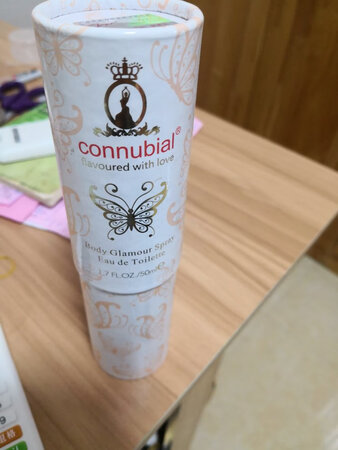 connubial®
flavoured with love
Body Glamour Spray
Eau de Toilette
1.7 FL.OZ./50ml℮